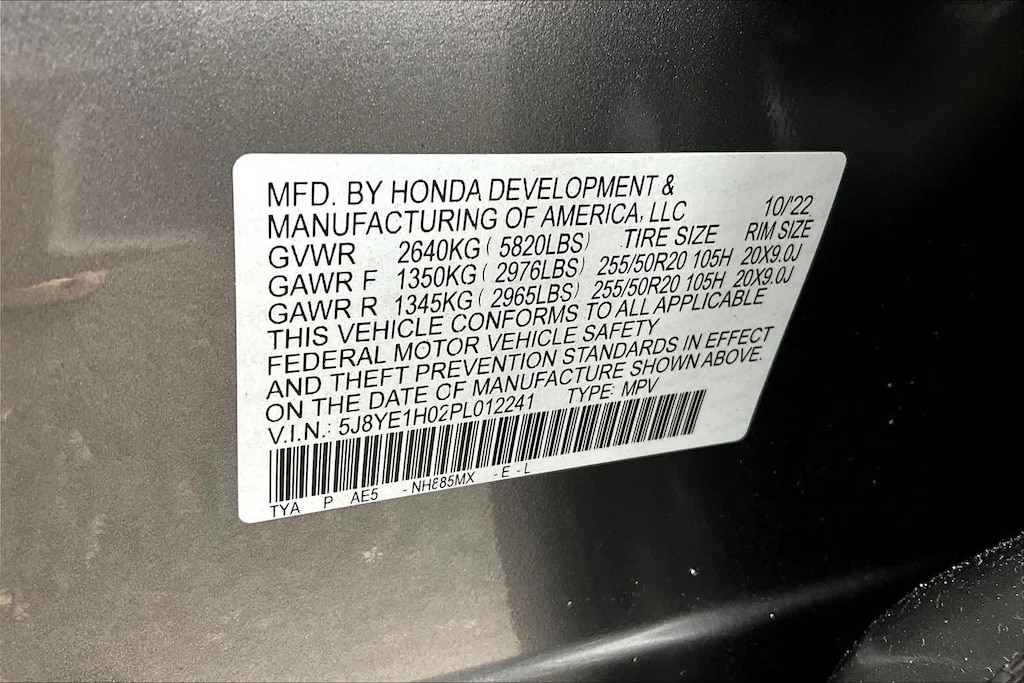 MFD. BY HONDA DEVELOPMENT &
MANUFACTURING OF AMERICA, LLC 10/'22
GVWR 2640KG ( 5820LBS) TIRE SIZE RIM SIZE
GAWR F 1350KG ( 2976LBS) 255/50R20 105H 20X9.0J
GAWR R 1345KG ( 2965LBS) 255/50R20 105H 20X9.0J
THIS VEHICLE CONFORMS TO ALL APPLICABLE
FEDERAL MOTOR VEHICLE SAFETY
AND THEFT PREVENTION STANDARDS IN EFFECT
ON THE DATE OF MANUFACTURE SHOWN ABOVE.
V.I.N.: 5J8YE1H02PL012241 TYPE: MPV
TYA P AE5 -NH885MX -E-L